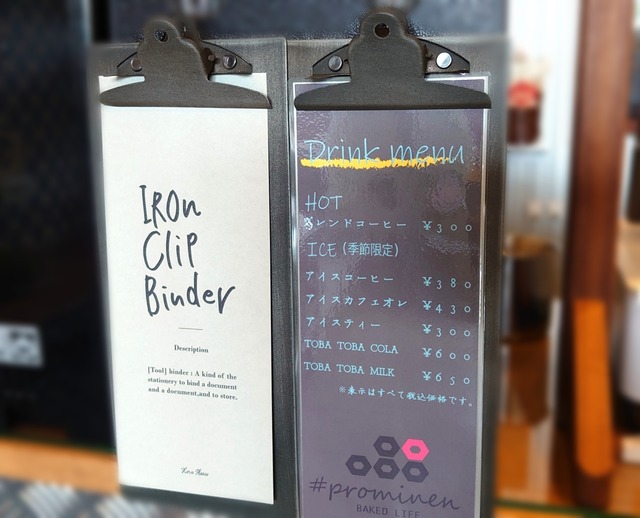 IRON
Clip
Binder
Description
[Tool] binder : A kind of the
stationery to bind a document
and a document,and to store.
Drink menu
HOT
ブレンドコーヒー ¥300
ICE (季節限定)
アイスコーヒー ¥380
アイスカフェオレ ¥430
アイスティー ¥300
TOBA TOBA COLA ¥600
TOBA TOBA MILK ¥650
※表示はすべて税込価格です。
#prominen
BAKED LIFE